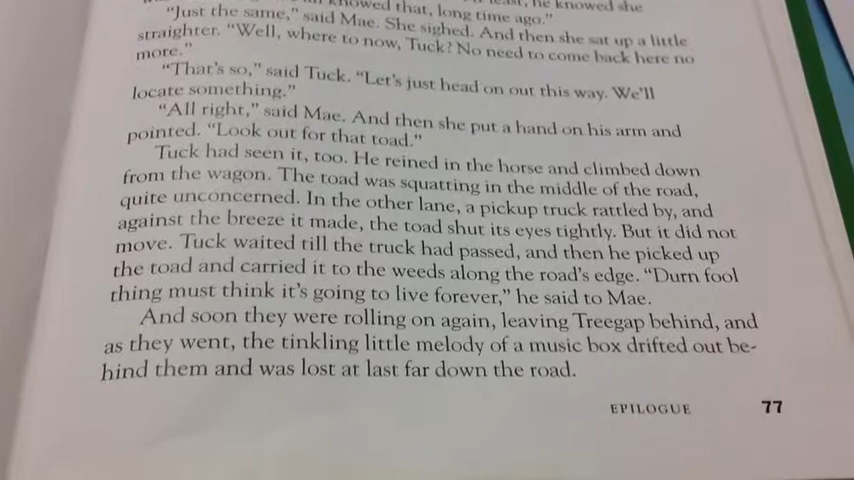 knowed that, long time ago."
least, he knowed she
"Just the same," said Mae. She sighed. And then she sat up a little
straighter. "Well, where to now, Tuck? No need to come back here no
more."
"That's so," said Tuck. "Let's just head on out this way. We'll
locate something."
"All right," said Mae. And then she put a hand on his arm and
pointed. "Look out for that toad."
Tuck had seen it, too. He reined in the horse and climbed down
from the wagon. The toad was squatting in the middle of the road,
quite unconcerned. In the other lane, a pickup truck rattled by, and
against the breeze it made, the toad shut its eyes tightly. But it did not
move. Tuck waited till the truck had passed, and then he picked up
the toad and carried it to the weeds along the road's edge. "Durn fool
thing must think it's going to live forever," he said to Mae.
And soon they were rolling on again, leaving Treegap behind, and
as they went, the tinkling little melody of a music box drifted out be-
hind them and was lost at last far down the road.
EPILOGUE 77